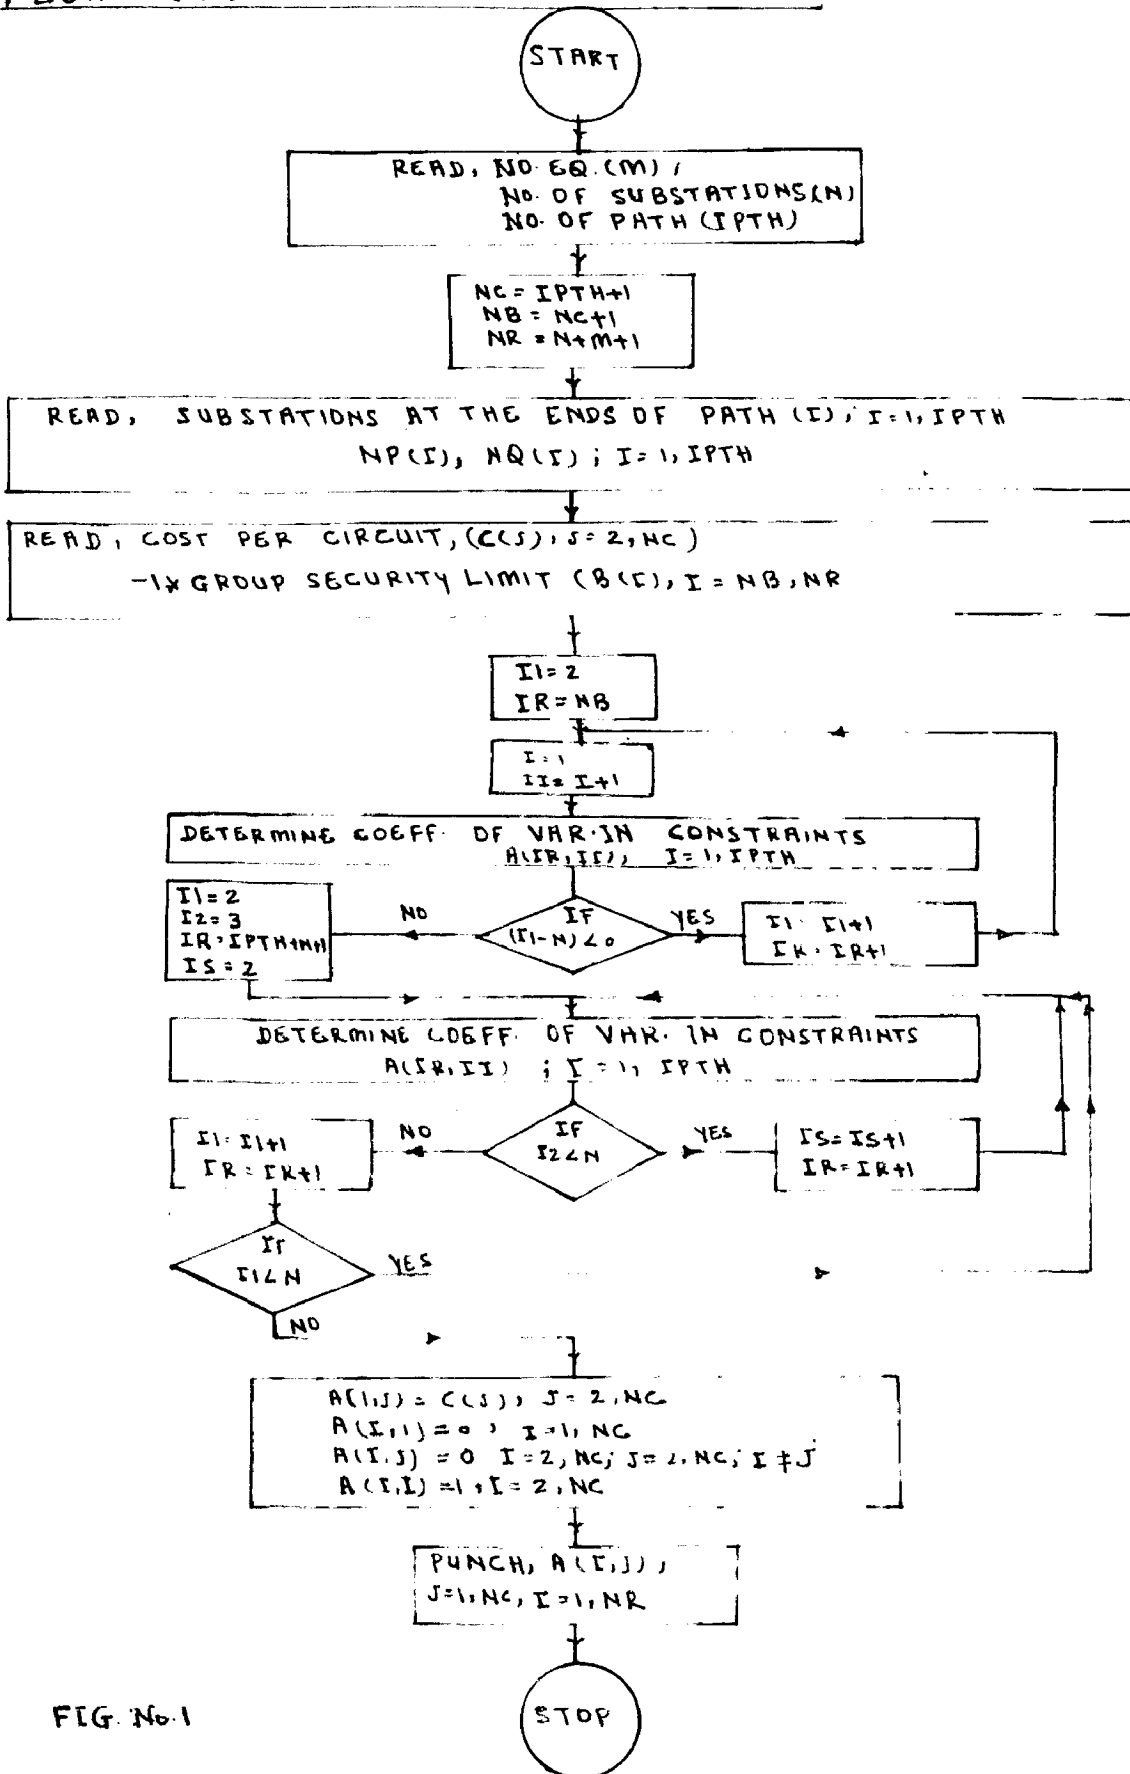 START
READ, NO. EQ. (M),
NO. OF SUBSTATIONS(N)
NO. OF PATH (IPTH)
NC = IPTH+1
NB = NC+1
NR = N+M+1
READ, SUBSTATIONS AT THE ENDS OF PATH (I), I=1, IPTH
NP(I), NQ(I); I=1, IPTH
READ, COST PER CIRCUIT, (C(J), J=2, NC)
-1* GROUP SECURITY LIMIT (B(I), I = NB, NR
I1= 2
IR = NB
I=1
II= I+1
DETERMINE COEFF. OF VAR. IN CONSTRAINTS
A(IR,II), I=1, IPTH
I1=2
I2=3
IR=IPTH+N+1
IS=2
NO
IF
(I1-N)<0
YES
I1=I1+1
IR=IR+1
DETERMINE COEFF. OF VAR. IN CONSTRAINTS
A(IR,II) ; I=1, IPTH
I1=I1+1
IR=IR+1
NO
IF
I2<N
YES
IS=IS+1
IR=IR+1
IF
I1<N
YES
NO
A(1,J)= C(J), J=2,NC
A(I,1)=0, I=1, NC
A(I,J)=0 I=2,NC; J=2,NC; I≠J
A(I,I)=1, I=2,NC
PUNCH, A(I,J),
J=1,NC, I=1,NR
FIG. No.1
STOP